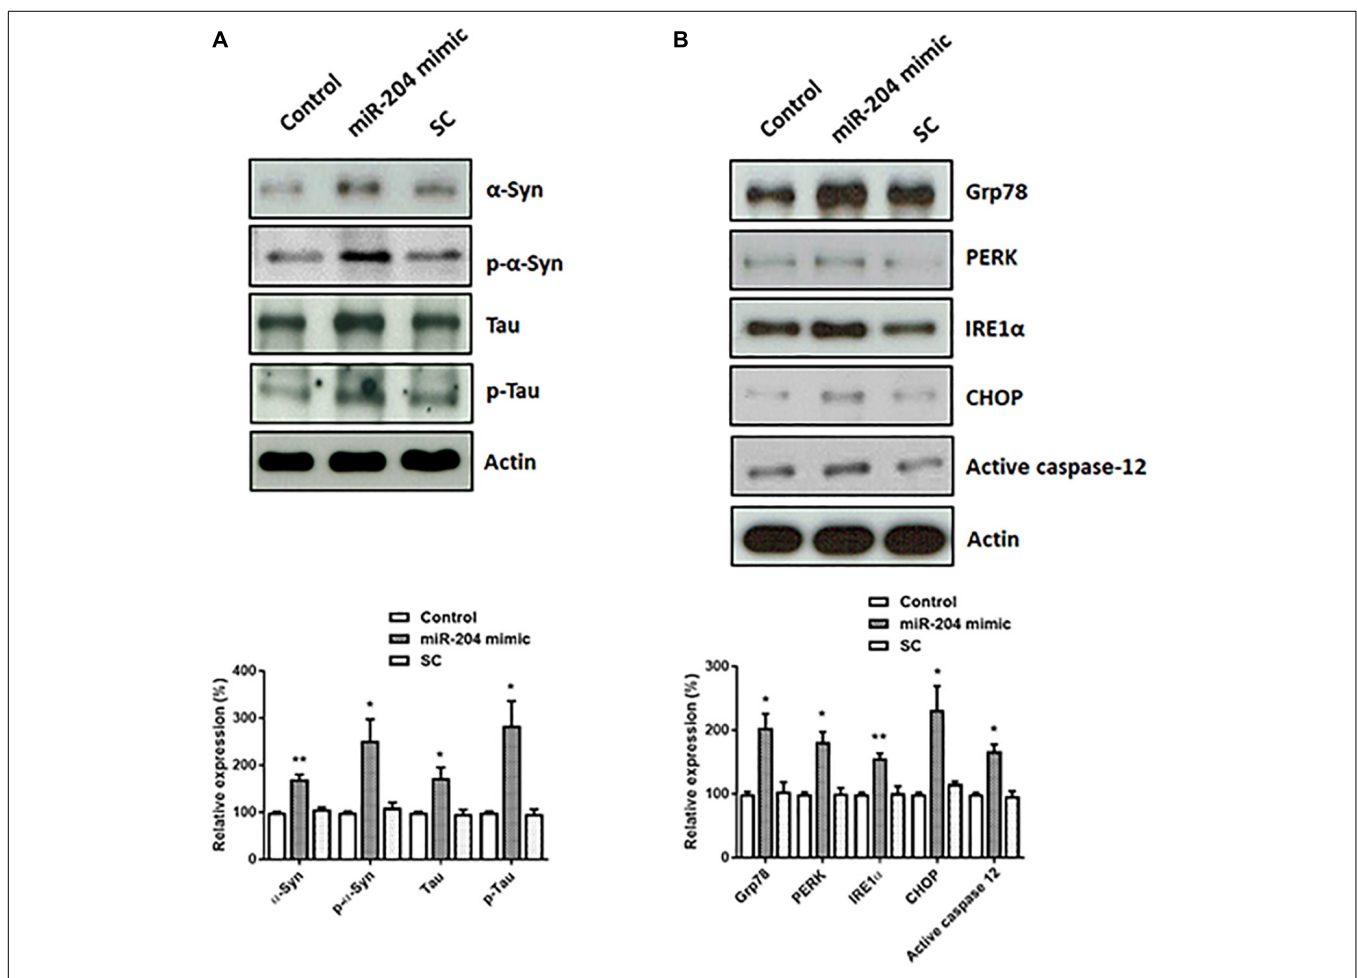 A
Control
miR-204 mimic
SC
α-Syn
p-α-Syn
Tau
p-Tau
Actin
Control
miR-204 mimic
SC
Relative expression (%)
400
300
200
100
0
**
*
*
*
α-Syn
p-α-Syn
Tau
p-Tau
B
Control
miR-204 mimic
SC
Grp78
PERK
IRE1α
CHOP
Active caspase-12
Actin
Control
miR-204 mimic
SC
Relative expression (%)
300
200
100
0
*
*
**
*
*
Grp78
PERK
IRE1α
CHOP
Active caspase 12